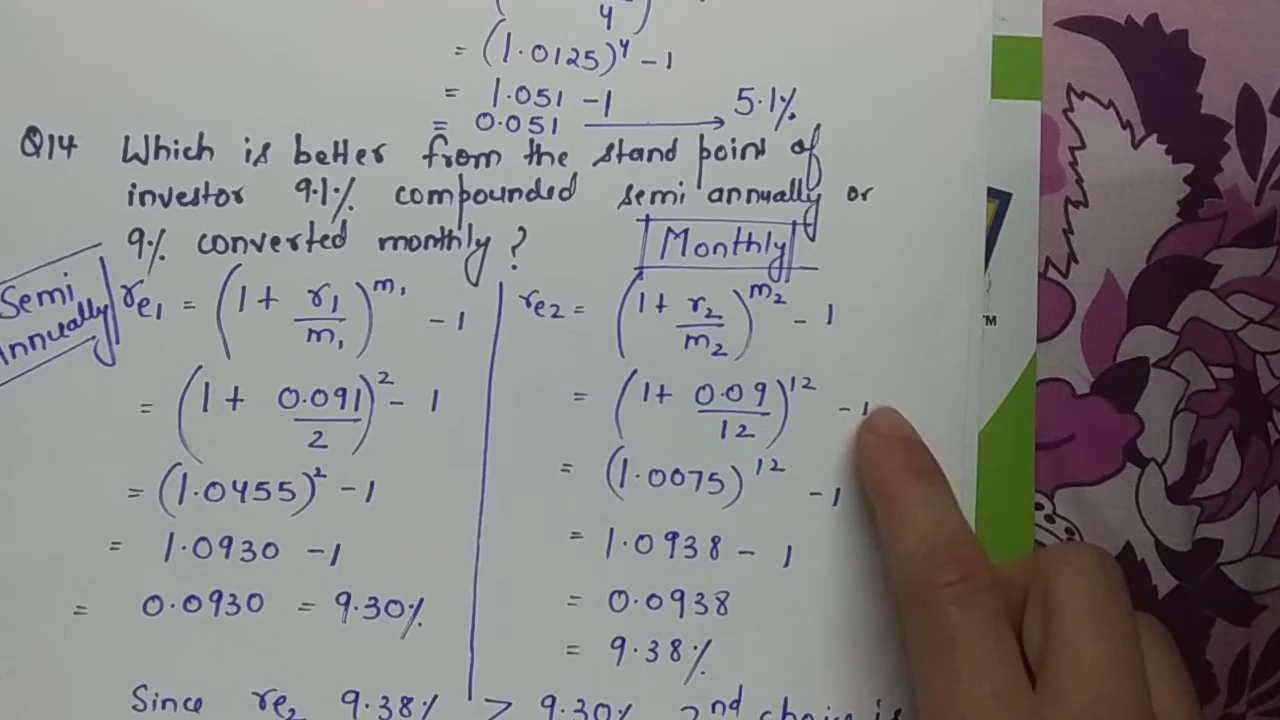 4)
= (1.0125)⁴ - 1
= 1.051 - 1
= 0.051 → 5.1%
Q14 Which is better from the stand point of
investor 9.1% compounded semi annually or
9% converted monthly?
Monthly
Semi
Annually
re₁ = (1 + r₁/m₁)^m₁ - 1
= (1 + 0.091/2)² - 1
= (1.0455)² - 1
= 1.0930 - 1
= 0.0930 = 9.30%
re₂ = (1 + r₂/m₂)^m₂ - 1
= (1 + 0.09/12)¹² - 1
= (1.0075)¹² - 1
= 1.0938 - 1
= 0.0938
= 9.38%
Since re₂ 9.38% > 9.30% 2nd choice is
TM